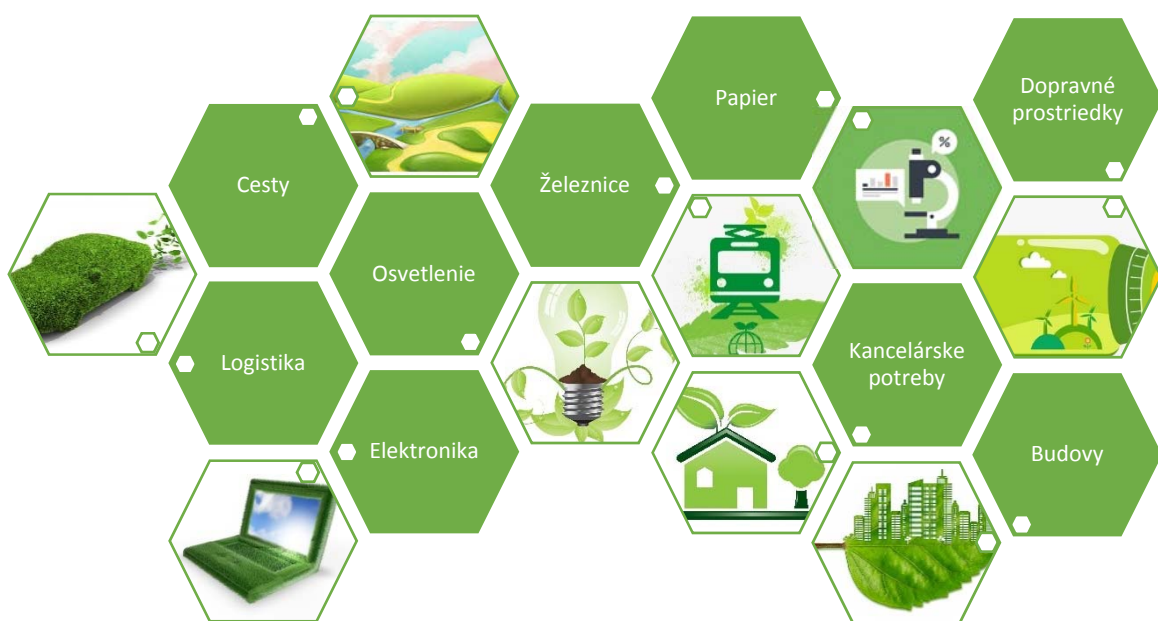 Papier
Dopravné
prostriedky
Cesty
Železnice
%
Osvetlenie
Logistika
Kancelárske
potreby
Elektronika
Budovy